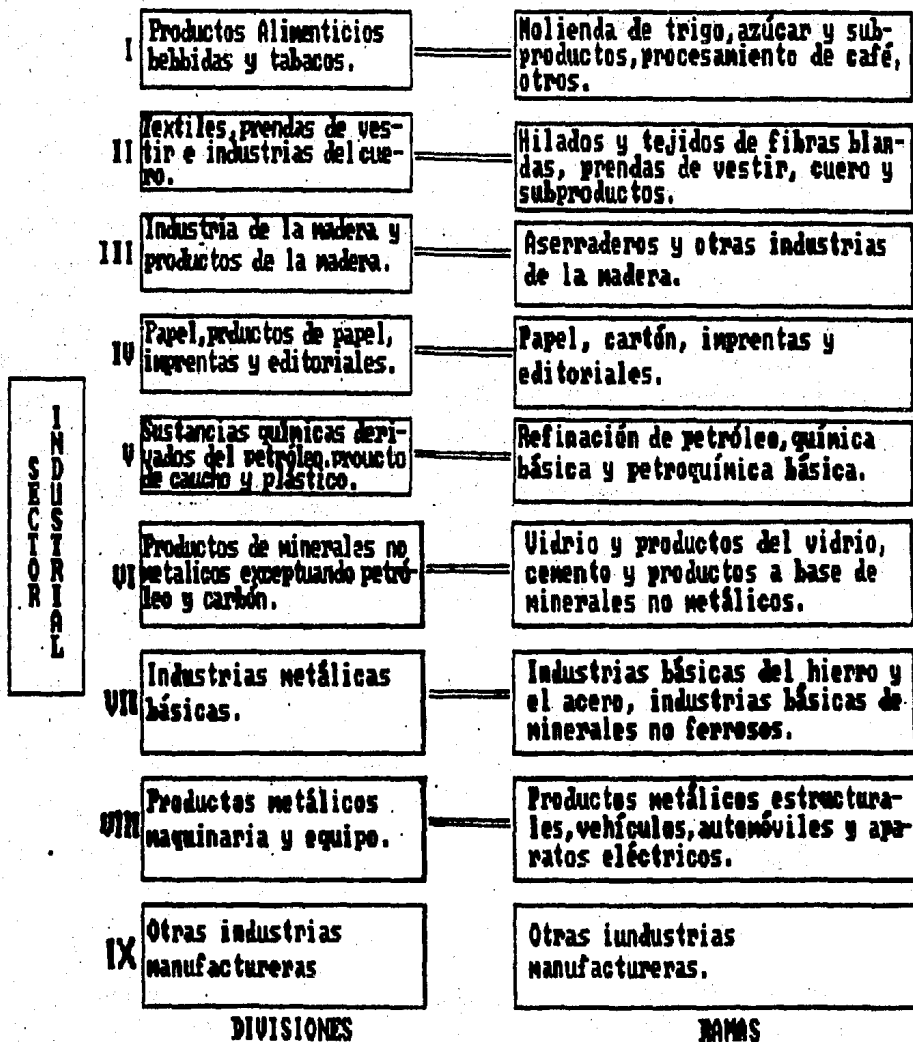 SECTOR
INDUSTRIAL
I
Productos Alimenticios
bebbidas y tabacos.
Molienda de trigo,azúcar y sub-
productos,procesamiento de café,
otros.
II
Textiles,prendas de ves-
tir e industrias del cue-
ro.
Hilados y tejidos de fibras blan-
das, prendas de vestir, cuero y
subproductos.
III
Industria de la madera y
productos de la madera.
Aserraderos y otras industrias
de la madera.
IV
Papel,prductos de papel,
imprentas y editoriales.
Papel, cartón, imprentas y
editoriales.
V
Sustancias químicas deri-
vados del petróleo.proucto
de caucho y plástico.
Refinación de petróleo,química
básica y petroquímica básica.
VI
Productos de minerales no
metalicos exceptuando petró-
leo y carbón.
Vidrio y productos del vidrio,
cemento y productos a base de
minerales no metálicos.
VII
Industrias metálicas
básicas.
Industrias básicas del hierro y
el acero, industrias básicas de
minerales no ferrosos.
VIII
Productos metálicos
maquinaria y equipo.
Productos metálicos estructura-
les,vehículos,automóviles y apa-
ratos eléctricos.
IX
Otras industrias
manufactureras
Otras iundustrias
manufactureras.
DIVISIONES
RAMAS